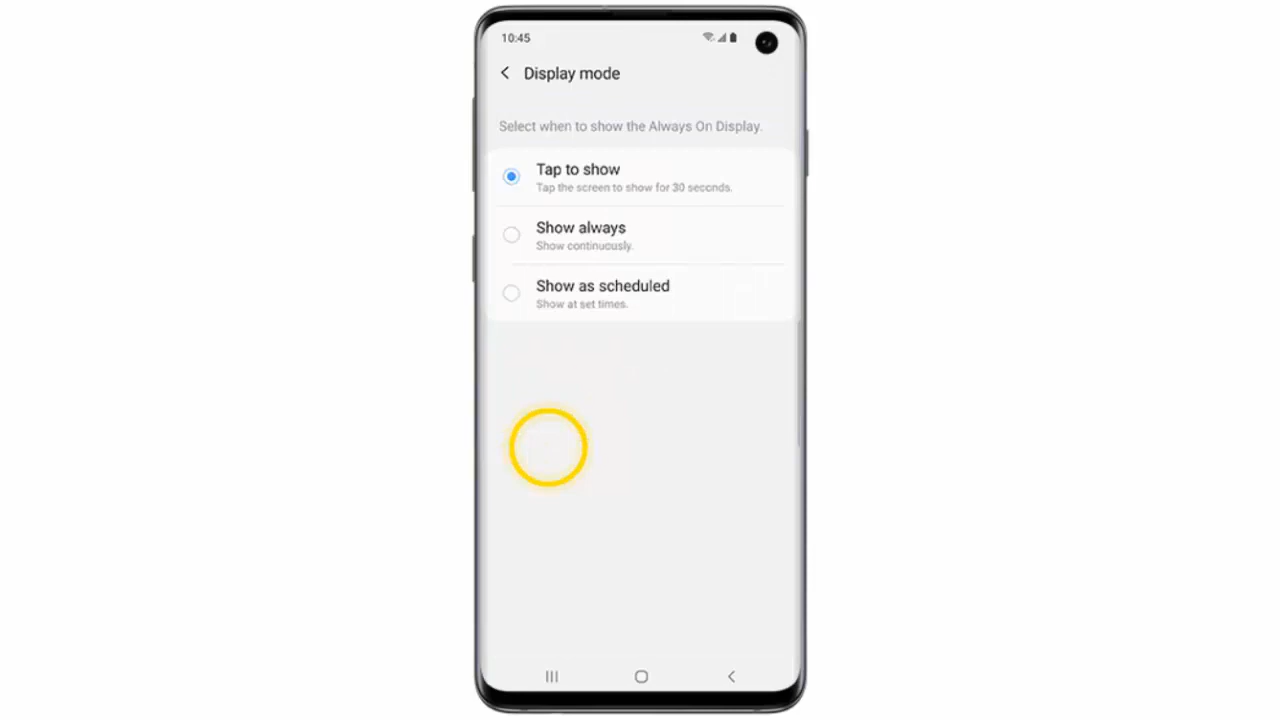 10:45
Display mode
Select when to show the Always On Display.
Tap to show
Tap the screen to show for 30 seconds.
Show always
Show continuously.
Show as scheduled
Show at set times.